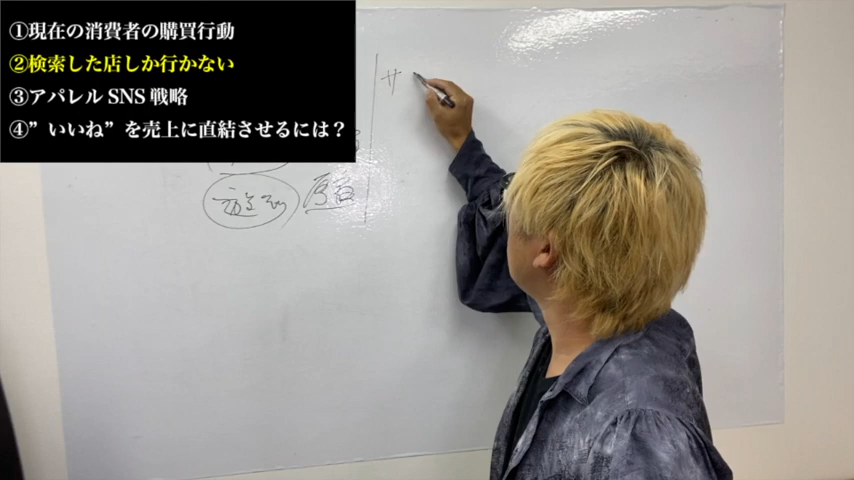 ①現在の消費者の購買行動
②検索した店しか行かない
③アパレルSNS戦略
④”いいね”を売上に直結させるには？
サ